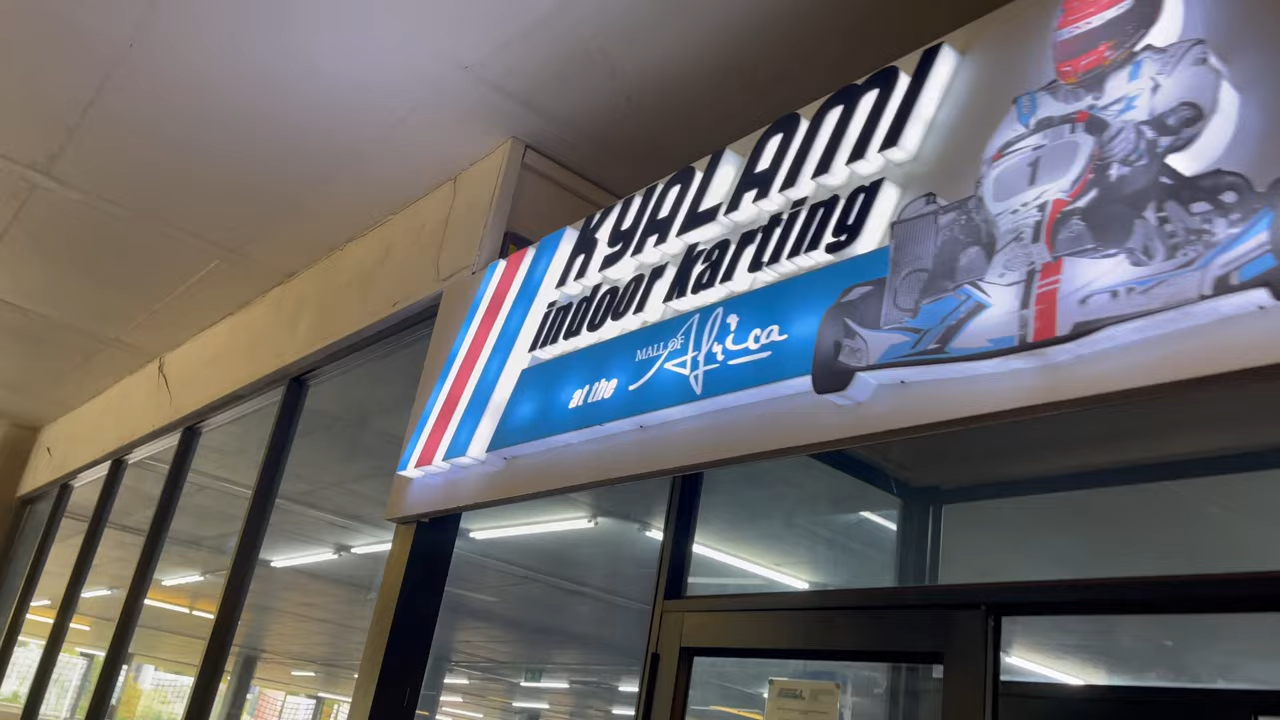 KYALAMI
indoor karting
at the MALL OF Africa
1